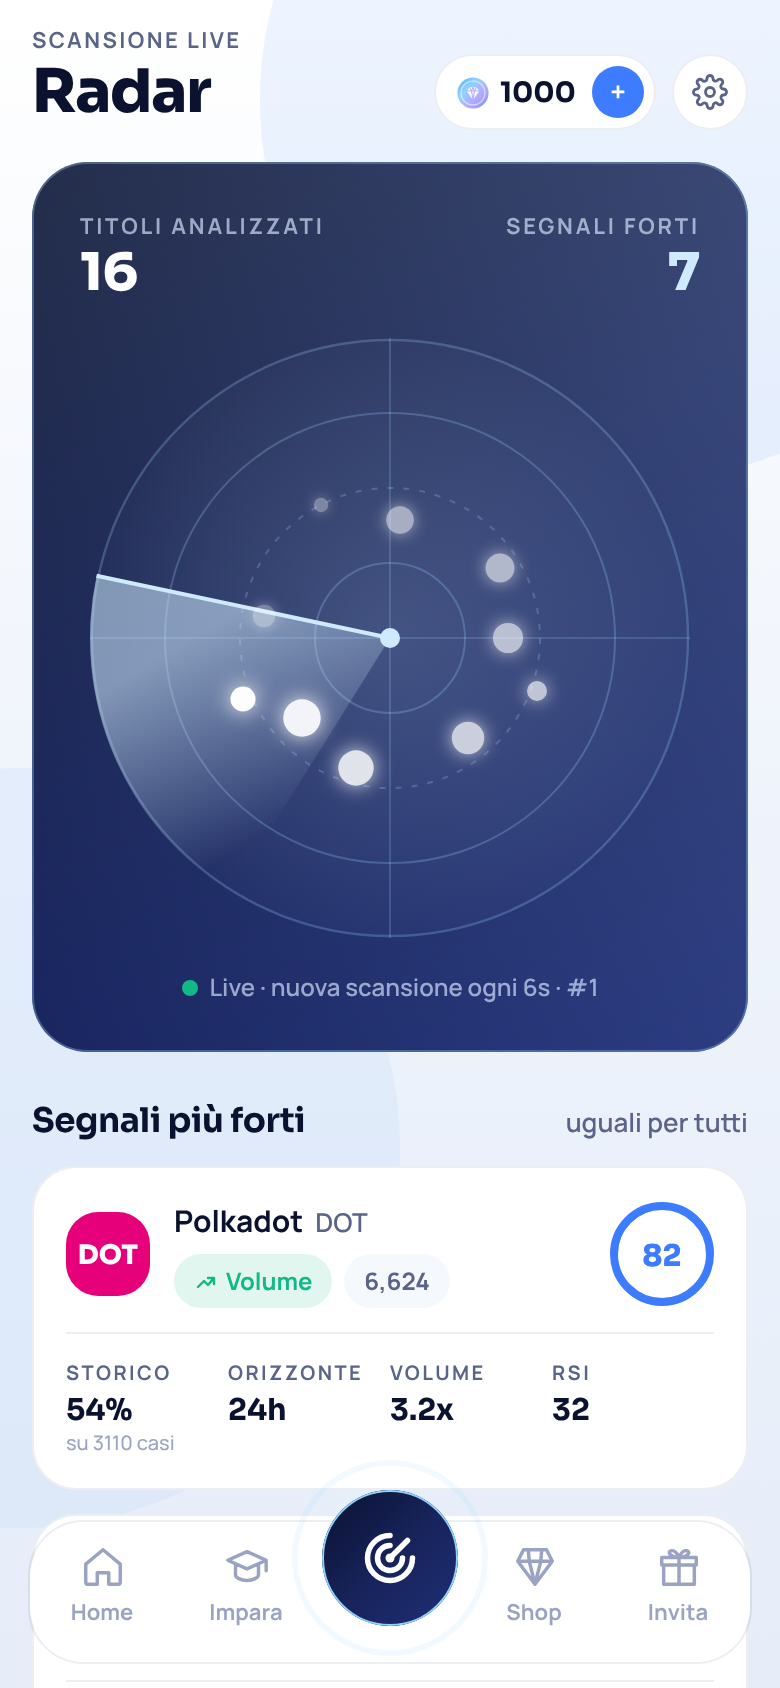 SCANSIONE LIVE
Radar
1000 +
TITOLI ANALIZZATI
16
SEGNALI FORTI
7
Live · nuova scansione ogni 6s · #1
Segnali più forti
uguali per tutti
DOT
Polkadot DOT
Volume 6,624
82
STORICO ORIZZONTE VOLUME RSI
54% 24h 3.2x 32
su 3110 casi
Home Impara Shop Invita